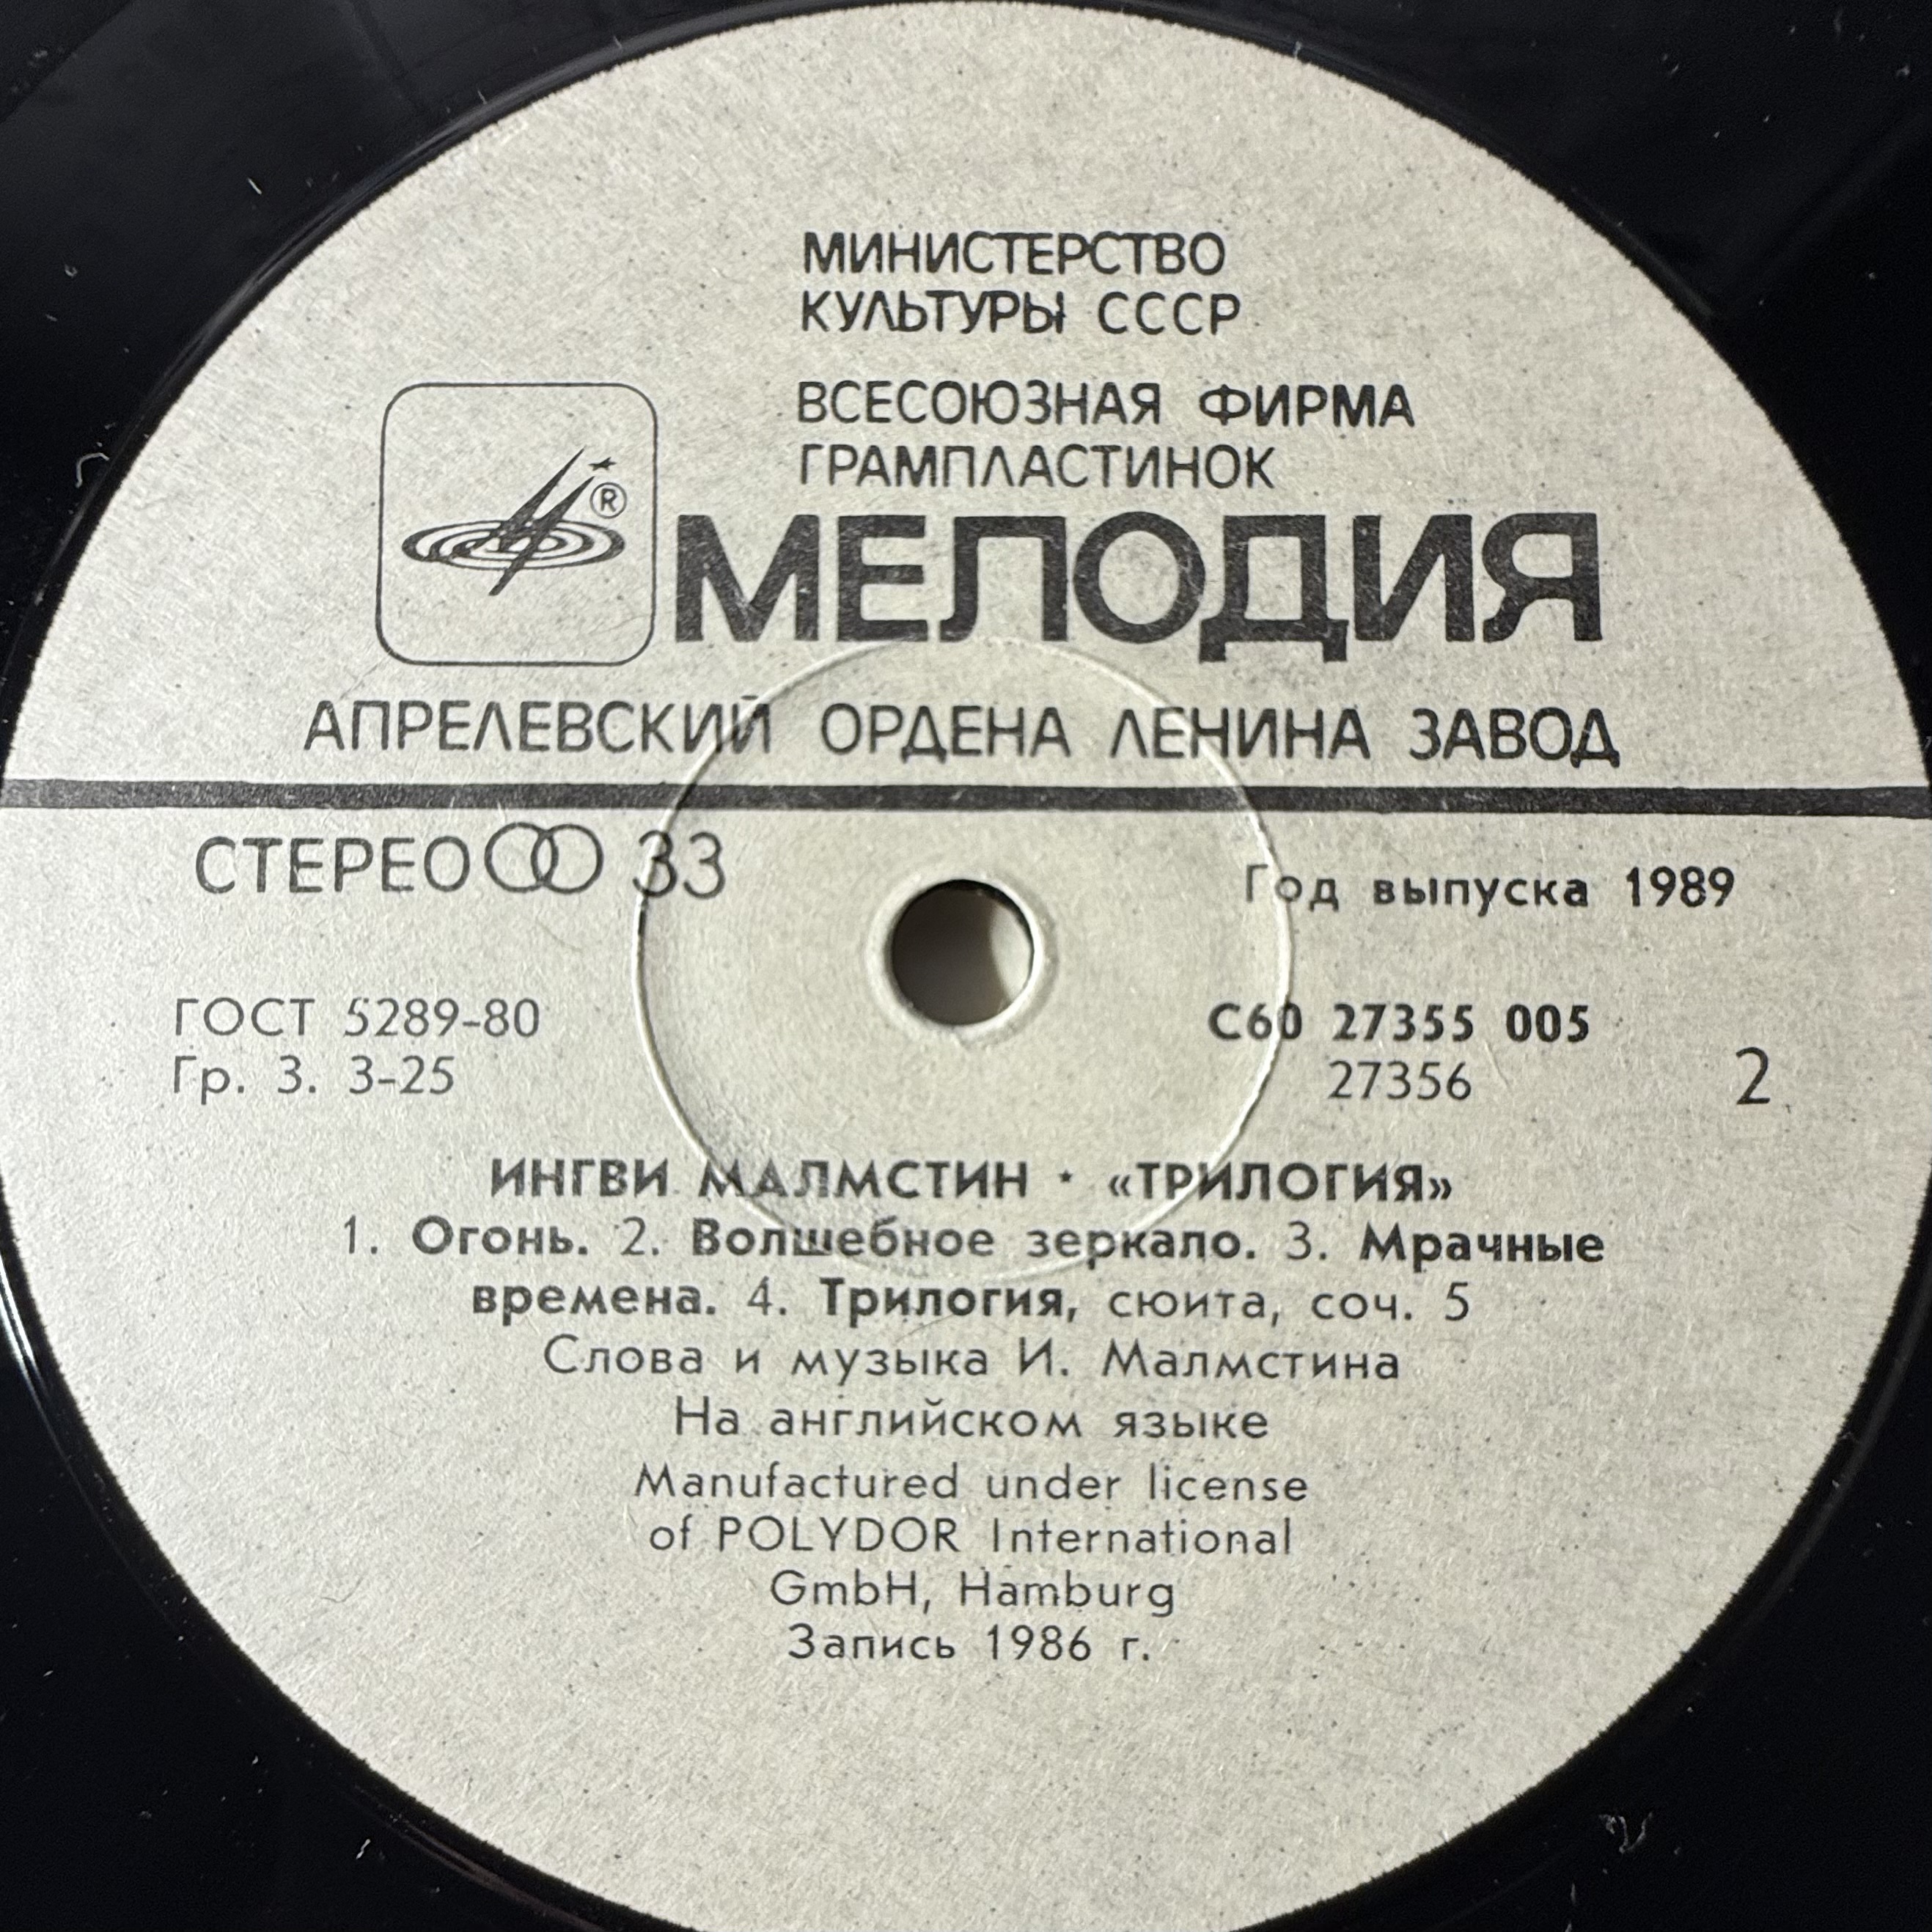 МИНИСТЕРСТВО
КУЛЬТУРЫ СССР
ВСЕСОЮЗНАЯ ФИРМА
ГРАМПЛАСТИНОК
®
МЕЛОДИЯ
АПРЕЛЕВСКИЙ ОРДЕНА ЛЕНИНА ЗАВОД
СТЕРЕО 33
Год выпуска 1989
ГОСТ 5289-80
Гр. 3. 3-25
С60 27355 005
27356
2
ИНГВИ МАЛМСТИН · «ТРИЛОГИЯ»
1. Огонь. 2. Волшебное зеркало. 3. Мрачные
времена. 4. Трилогия, сюита, соч. 5
Слова и музыка И. Малмстина
На английском языке
Manufactured under license
of POLYDOR International
GmbH, Hamburg
Запись 1986 г.